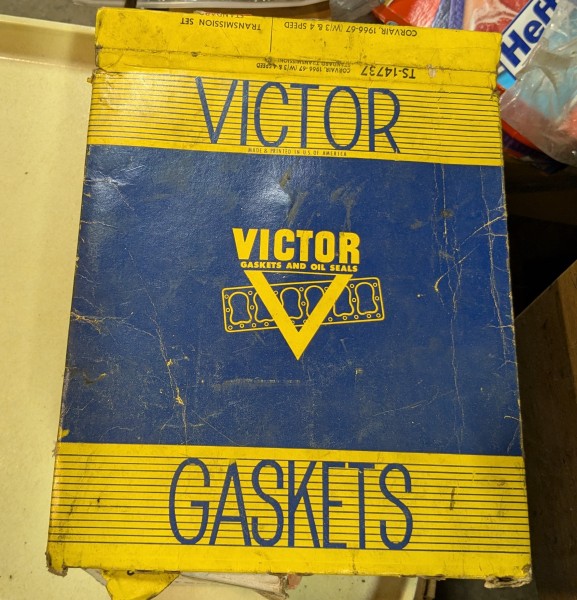 TRANSMISSION SET
CORVAIR, 1966-67 (W/3 & 4 SPEED
TS-14737
CORVAIR, 1966-67 (W/3 & 4 SPEED
STANDARD TRANSMISSION)
VICTOR
MADE & PRINTED IN U.S. OF AMERICA
VICTOR
GASKETS AND OIL SEALS
GASKETS
Heft